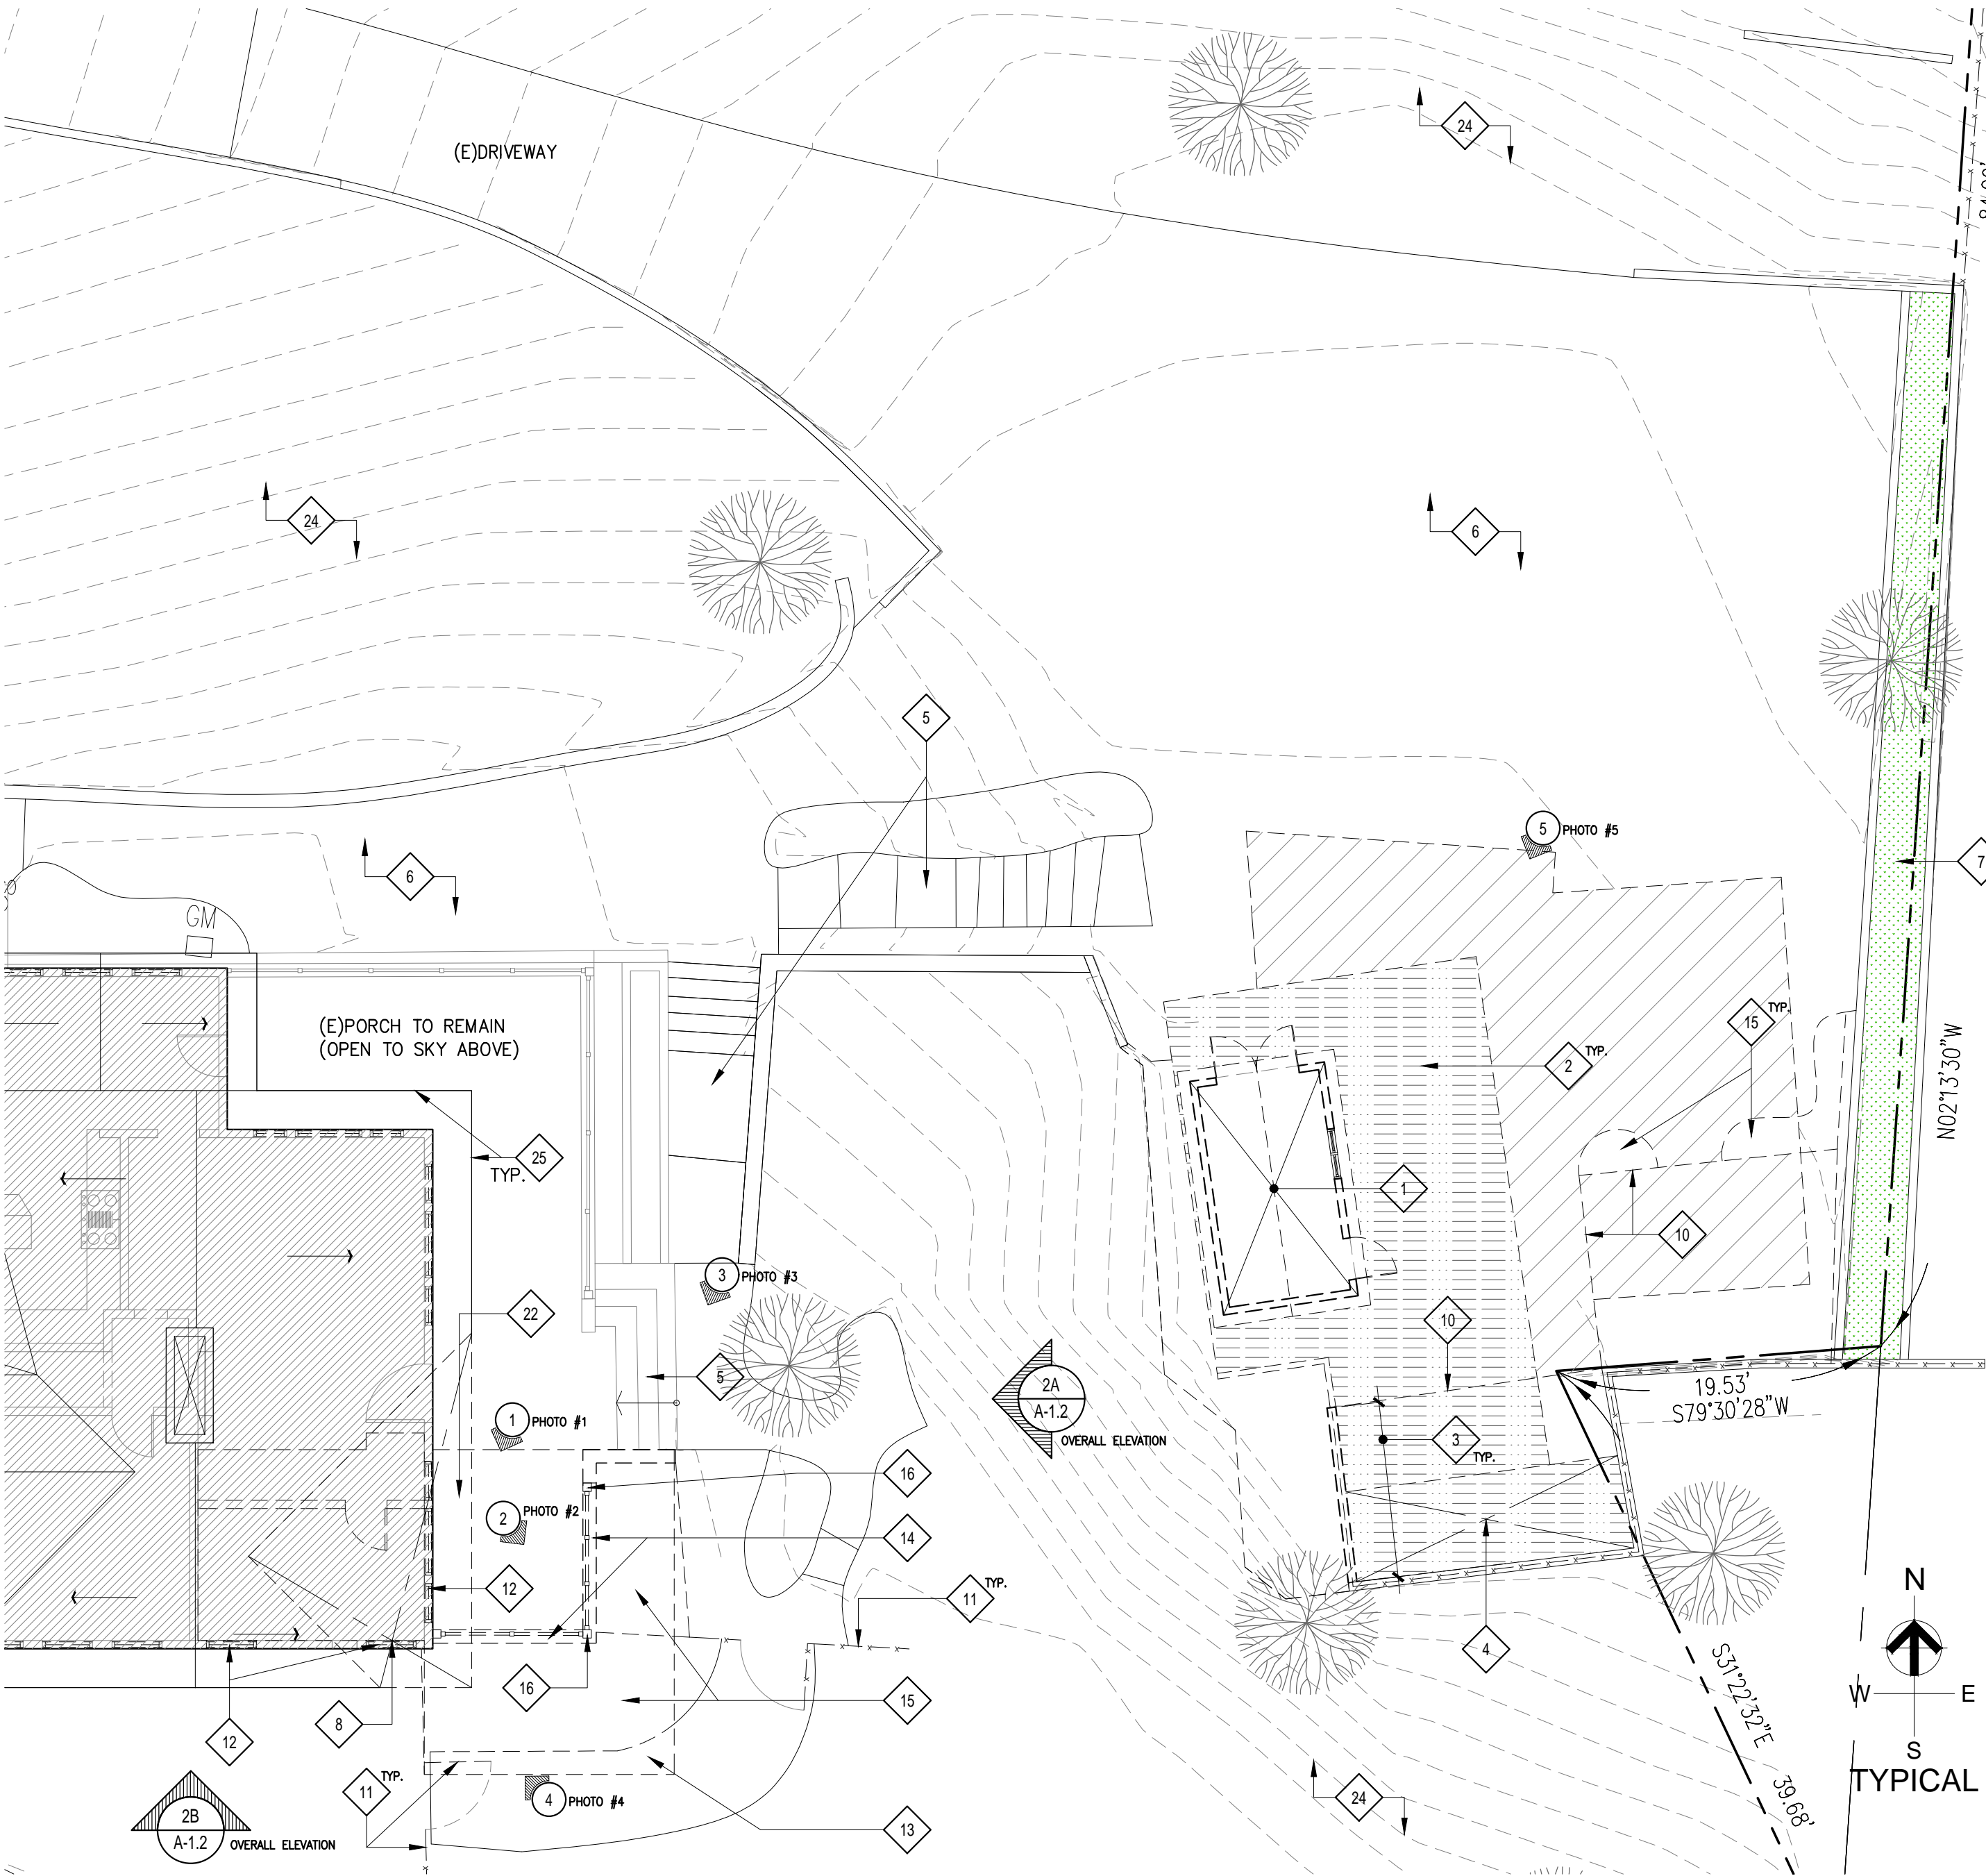 (E)DRIVEWAY
24
24
6
5
5 PHOTO #5
7
6
GM
(E)PORCH TO REMAIN
(OPEN TO SKY ABOVE)
15 TYP.
2 TYP.
N02°13'30"W
25
TYP.
1
10
3 PHOTO #3
22
10
5
2A
A-1.2
OVERALL ELEVATION
19.53'
S79°30'28"W
1 PHOTO #1
3
TYP.
16
2 PHOTO #2
14
12
11 TYP.
N
4
16
15
W E
S31°22'32"E
39.68'
8
12
S
TYPICAL
11 TYP.
4 PHOTO #4
24
13
2B
A-1.2
OVERALL ELEVATION